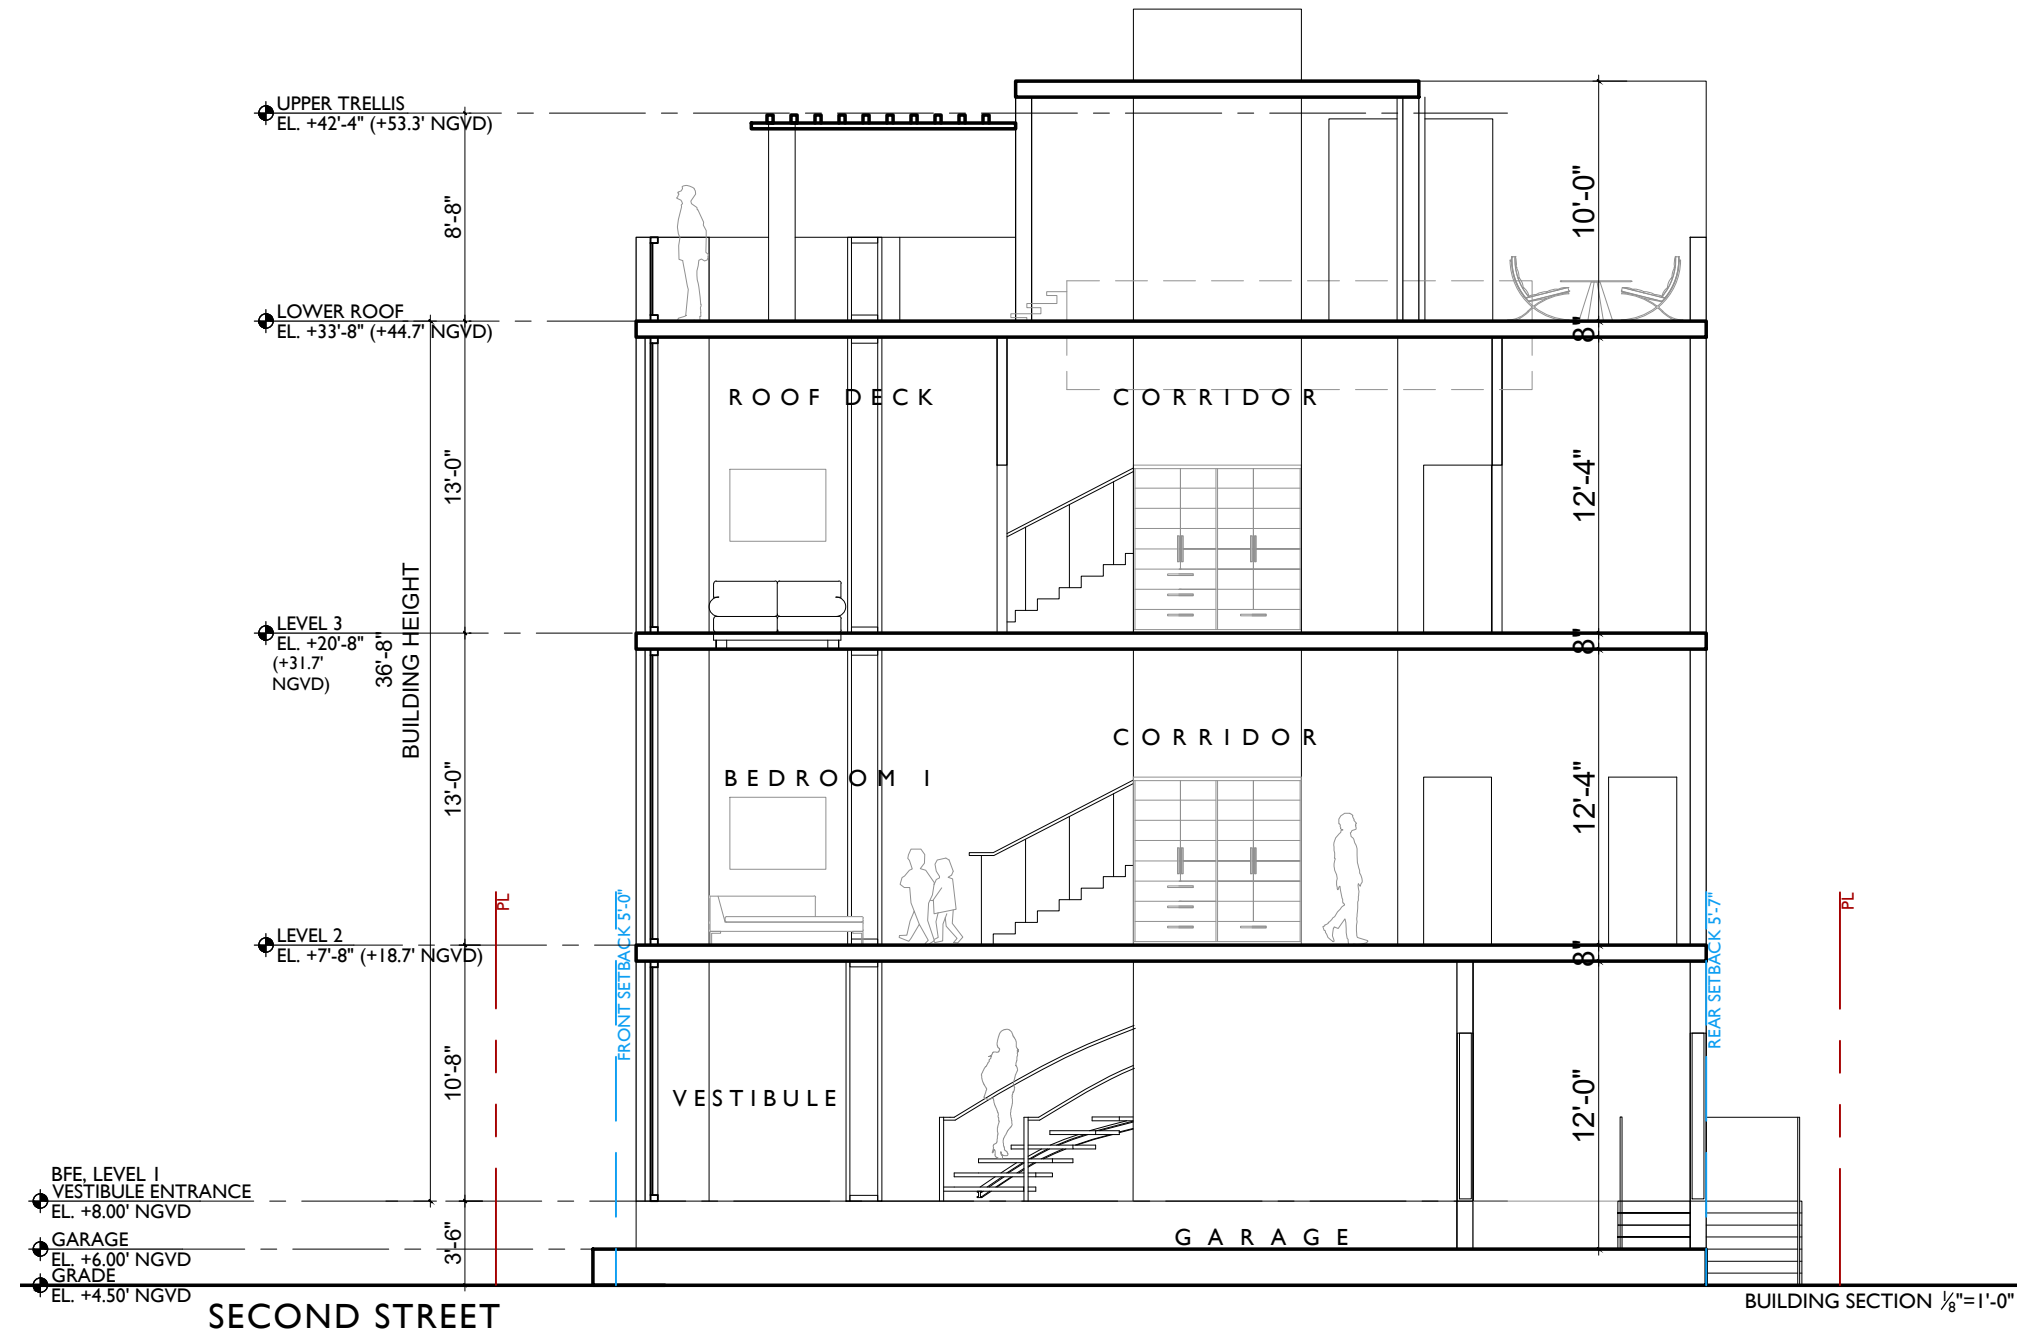 UPPER TRELLIS
EL. +42'-4" (+53.3' NGVD)
8'-8"
10'-0"
LOWER ROOF
EL. +33'-8" (+44.7' NGVD)
8"
ROOF DECK
CORRIDOR
13'-0"
12'-4"
LEVEL 3
EL. +20'-8"
(+31.7'
NGVD)
36'-8"
BUILDING HEIGHT
8"
CORRIDOR
BEDROOM 1
13'-0"
12'-4"
PL
FRONT SETBACK 5'-0"
REAR SETBACK 5'-7"
PL
LEVEL 2
EL. +7'-8" (+18.7' NGVD)
8"
10'-8"
VESTIBULE
12'-0"
BFE, LEVEL 1
VESTIBULE ENTRANCE
EL. +8.00' NGVD
3'-6"
GARAGE
GARAGE
EL. +6.00' NGVD
GRADE
EL. +4.50' NGVD
SECOND STREET
BUILDING SECTION ⅛"=1'-0"